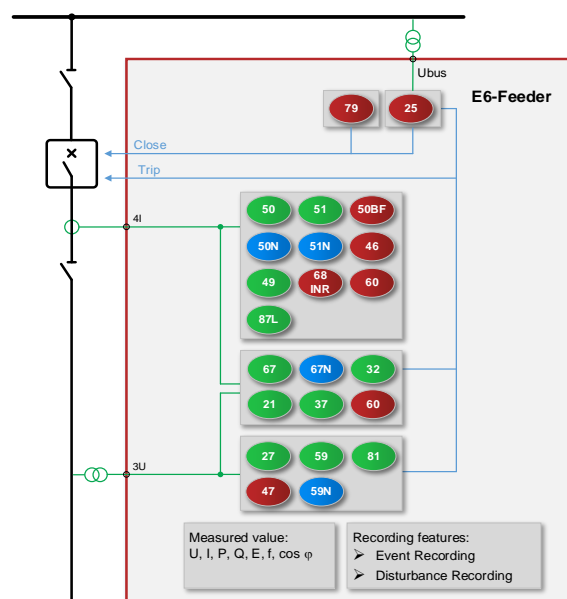 Ubus
E6-Feeder
79
25
Close
Trip
4I
50
51
50BF
50N
51N
46
49
68
INR
60
87L
67
67N
32
21
37
60
3U
27
59
81
47
59N
Measured value:
U, I, P, Q, E, f, cos φ
Recording features:
➢ Event Recording
➢ Disturbance Recording